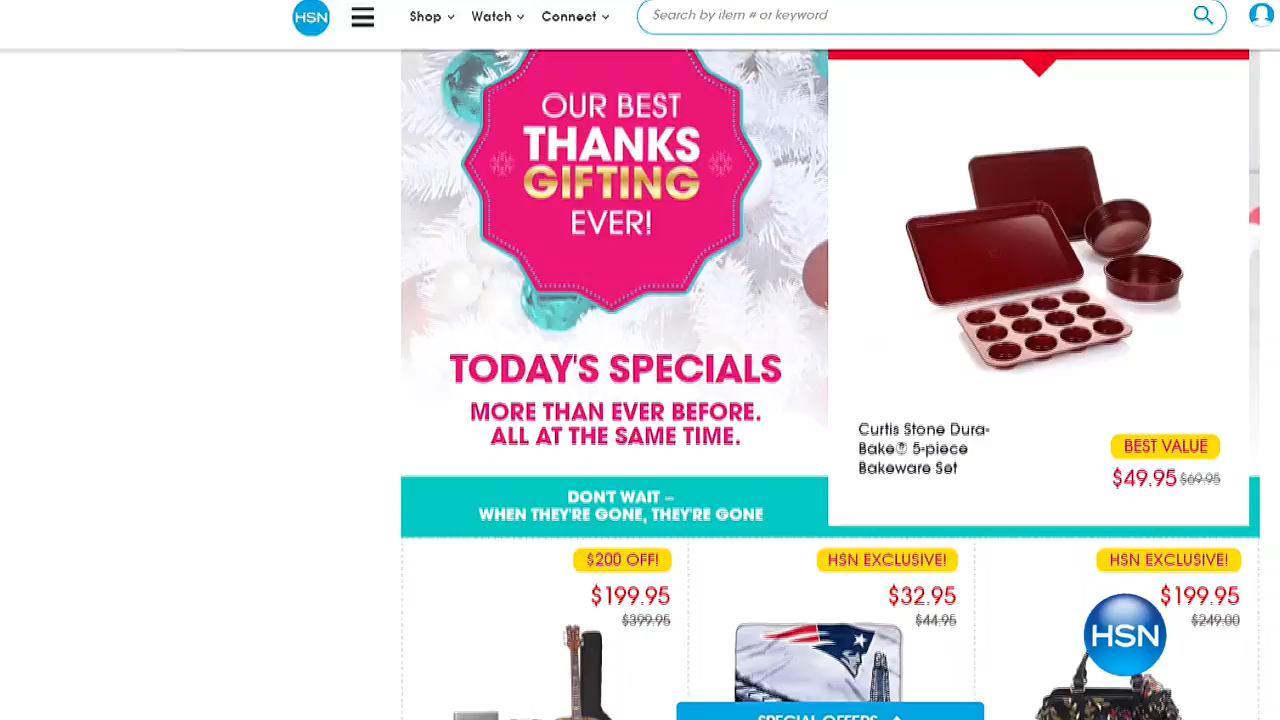 HSN
Shop
Watch
Connect
Search by item # or keyword
OUR BEST
THANKS
GIFTING
EVER!
TODAY'S SPECIALS
MORE THAN EVER BEFORE.
ALL AT THE SAME TIME.
DON'T WAIT –
WHEN THEY'RE GONE, THEY'RE GONE
Curtis Stone Dura-
Bake® 5-piece
Bakeware Set
BEST VALUE
$49.95 $69.95
$200 OFF!
$199.95
$399.95
HSN EXCLUSIVE!
$32.95
$44.95
HSN EXCLUSIVE!
$199.95
$249.00
HSN
SPECIAL OFFERS